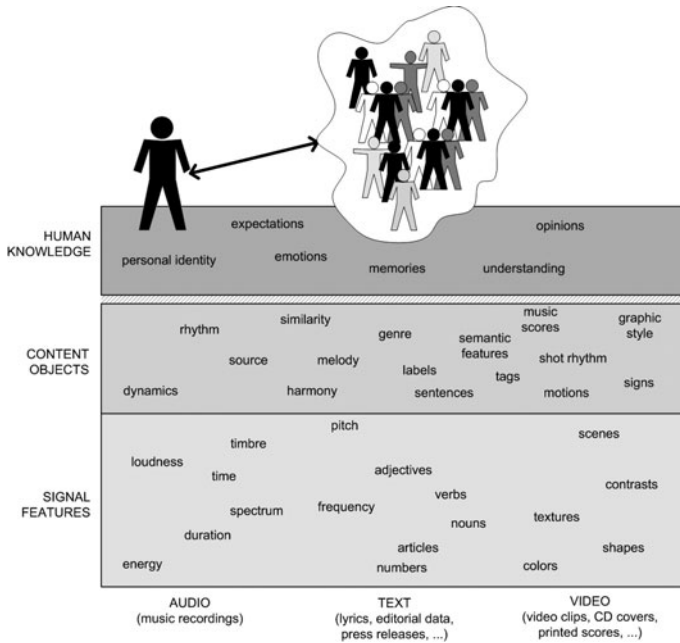 HUMAN
KNOWLEDGE
expectations
opinions
personal identity
emotions
memories
understanding
CONTENT
OBJECTS
rhythm
similarity
genre
semantic
features
music
scores
graphic
style
source
melody
labels
tags
shot rhythm
signs
dynamics
harmony
sentences
motions
SIGNAL
FEATURES
pitch
timbre
scenes
loudness
time
adjectives
contrasts
verbs
spectrum
frequency
nouns
textures
duration
articles
shapes
energy
numbers
colors
AUDIO
(music recordings)
TEXT
(lyrics, editorial data,
press releases, ...)
VIDEO
(video clips, CD covers,
printed scores, ...)